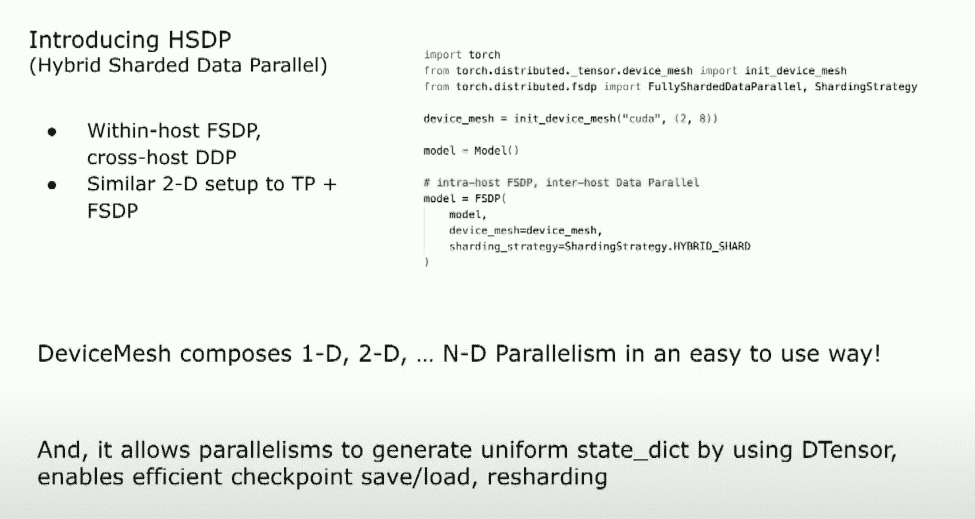 Introducing HSDP
(Hybrid Sharded Data Parallel)
● Within-host FSDP,
cross-host DDP
● Similar 2-D setup to TP +
FSDP
import torch
from torch.distributed._tensor.device_mesh import init_device_mesh
from torch.distributed.fsdp import FullyShardedDataParallel, ShardingStrategy
device_mesh = init_device_mesh("cuda", (2, 8))
model = Model()
# intra-host FSDP, inter-host Data Parallel
model = FSDP(
    model,
    device_mesh=device_mesh,
    sharding_strategy=ShardingStrategy.HYBRID_SHARD
)
DeviceMesh composes 1-D, 2-D, … N-D Parallelism in an easy to use way!
And, it allows parallelisms to generate uniform state_dict by using DTensor,
enables efficient checkpoint save/load, resharding